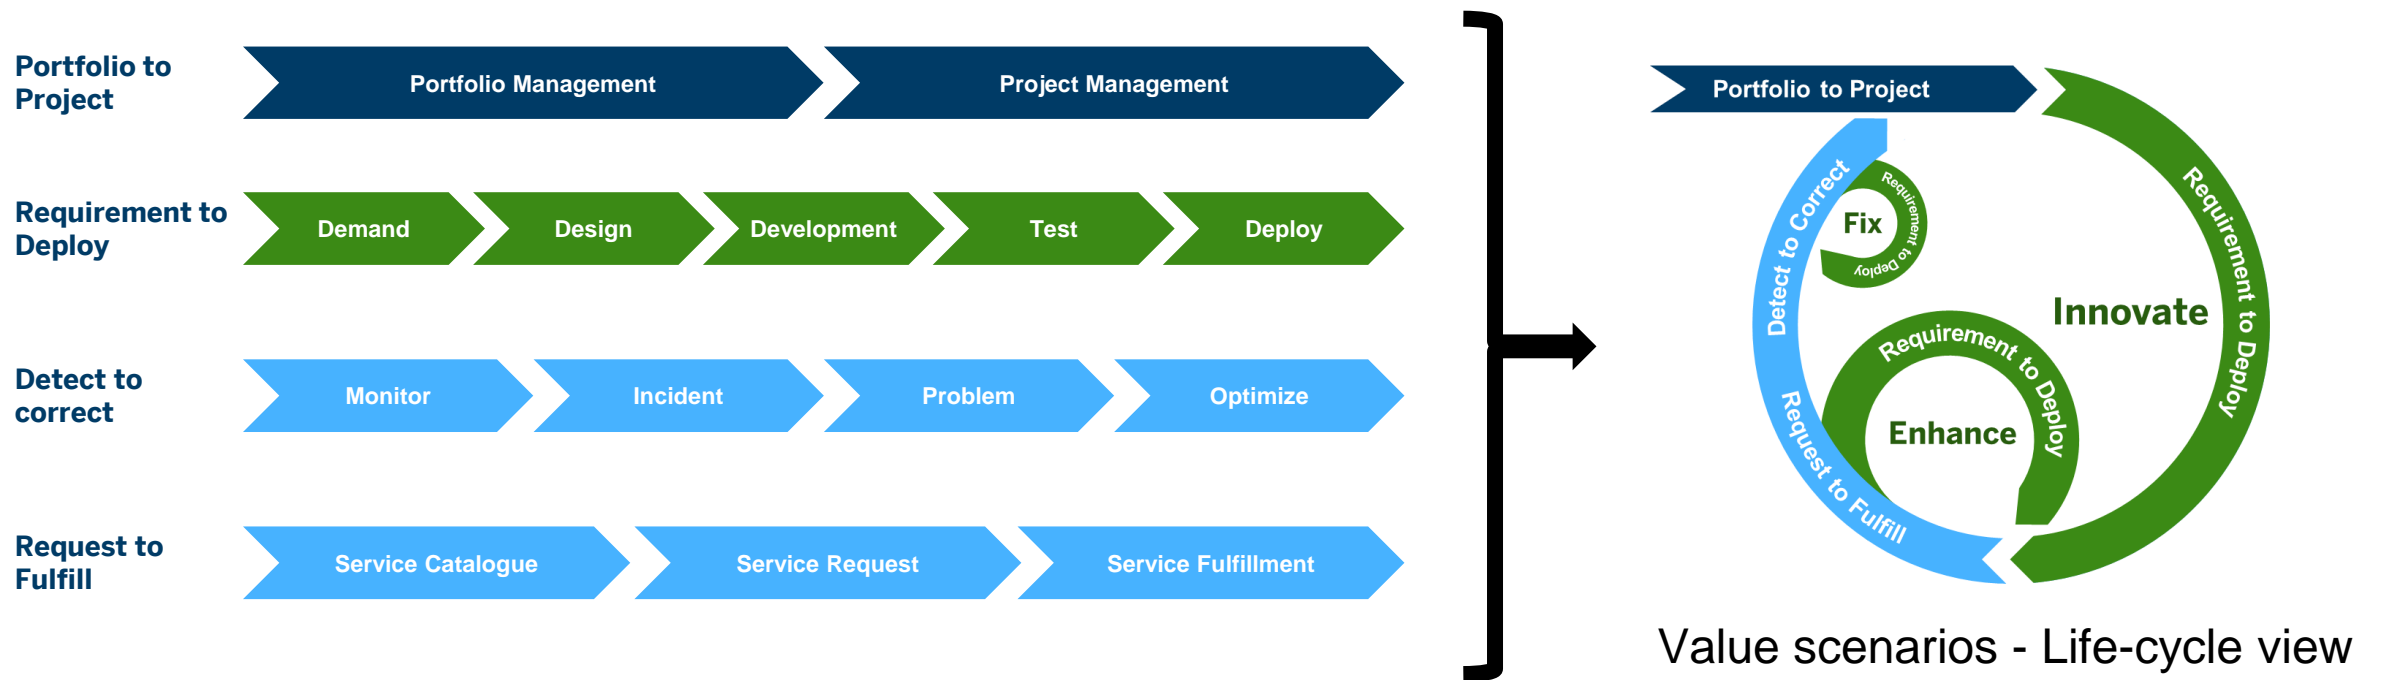 Portfolio to
Project
Portfolio Management
Project Management
Requirement to
Deploy
Demand
Design
Development
Test
Deploy
Detect to
correct
Monitor
Incident
Problem
Optimize
Request to
Fulfill
Service Catalogue
Service Request
Service Fulfillment
Portfolio to Project
Requirement to Deploy
Innovate
Detect to Correct
Requirement to Deploy
Fix
Requirement to Deploy
Enhance
Request to Fulfill
Value scenarios - Life-cycle view